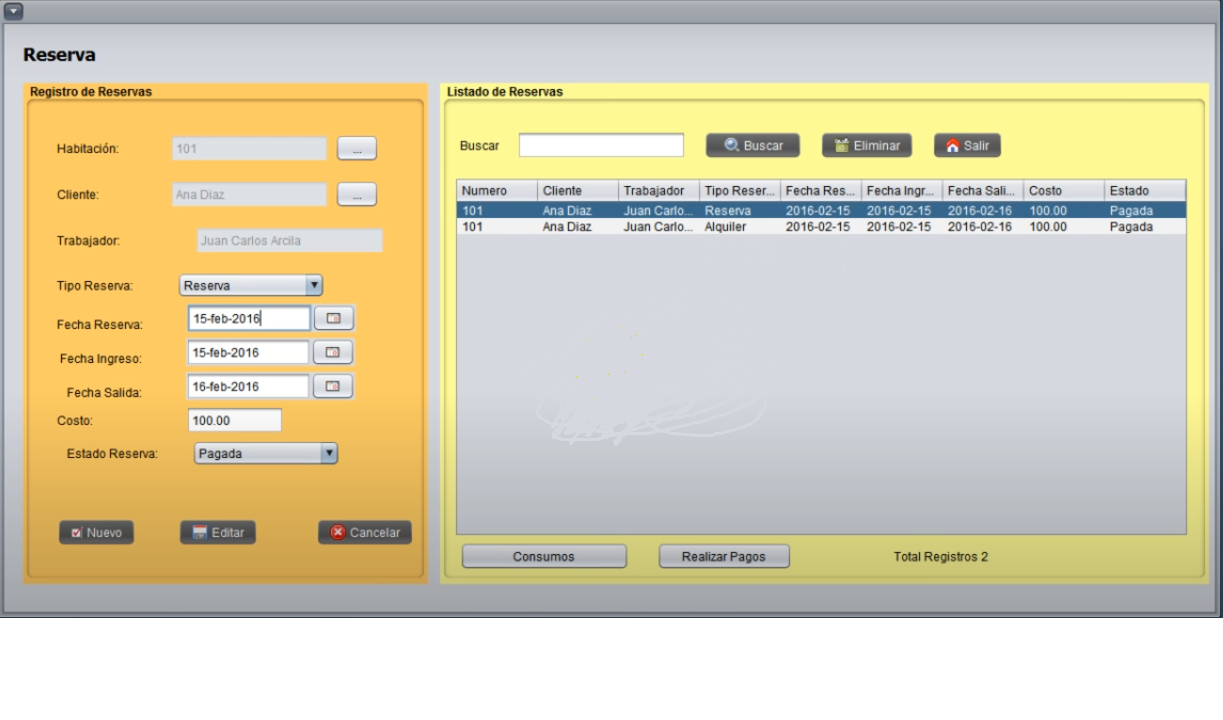 Reserva
Registro de Reservas
Habitación: 101 ...
Cliente: Ana Diaz ...
Trabajador: Juan Carlos Arcila
Tipo Reserva: Reserva
Fecha Reserva: 15-feb-2016
Fecha Ingreso: 15-feb-2016
Fecha Salida: 16-feb-2016
Costo: 100.00
Estado Reserva: Pagada
Nuevo Editar Cancelar
Listado de Reservas
Buscar Buscar Eliminar Salir
Numero Cliente Trabajador Tipo Reser... Fecha Res... Fecha Ingr... Fecha Sali... Costo Estado
101 Ana Diaz Juan Carlo... Reserva 2016-02-15 2016-02-15 2016-02-16 100.00 Pagada
101 Ana Diaz Juan Carlo... Alquiler 2016-02-15 2016-02-15 2016-02-16 100.00 Pagada
Consumos Realizar Pagos Total Registros 2